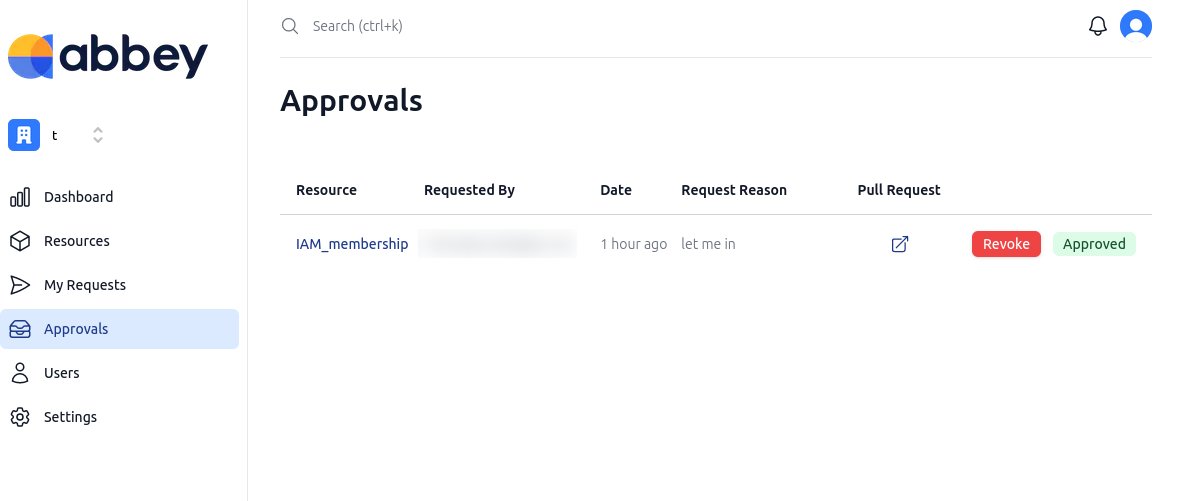 abbey
Search (ctrl+k)
t
Dashboard
Resources
My Requests
Approvals
Users
Settings
Approvals
Resource Requested By Date Request Reason Pull Request
IAM_membership 1 hour ago let me in Revoke Approved